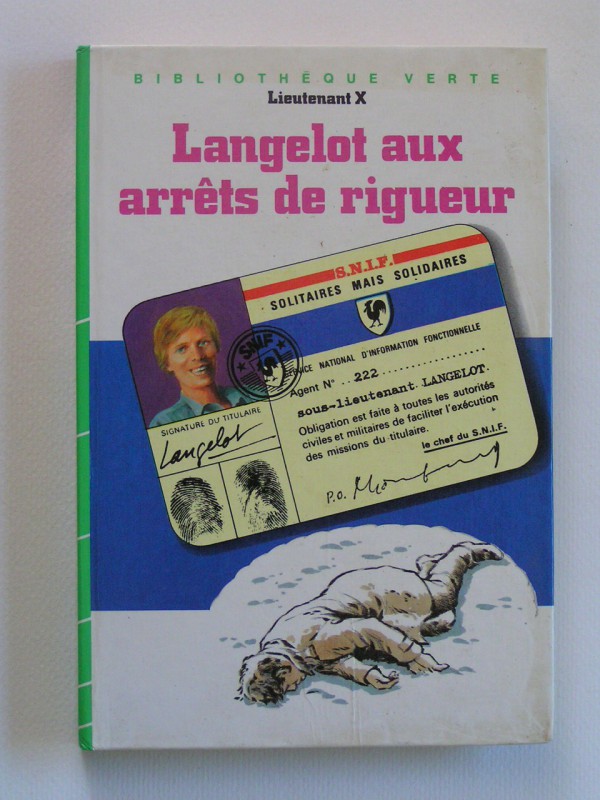 BIBLIOTHÈQUE VERTE
Lieutenant X
Langelot aux
arrêts de rigueur
S.N.I.F.
SOLITAIRES MAIS SOLIDAIRES
SNIF
SERVICE NATIONAL D'INFORMATION FONCTIONNELLE
Agent N° ..222..................
sous-lieutenant LANGELOT.
Obligation est faite à toutes les autorités
civiles et militaires de faciliter l'exécution
des missions du titulaire.
le chef du S.N.I.F.
P.O.
SIGNATURE DU TITULAIRE
Langelot